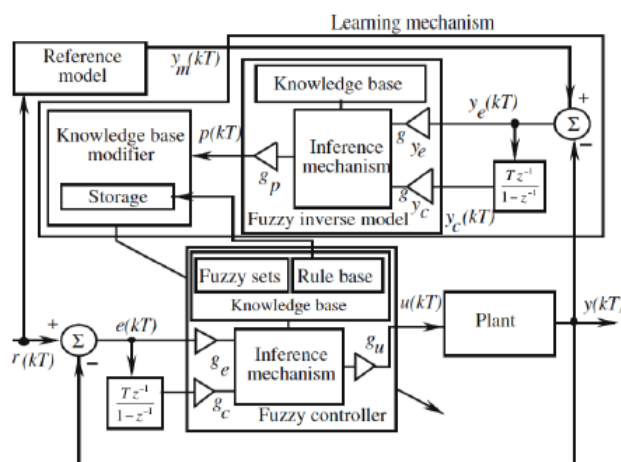 Learning mechanism
Reference
model
y_m(kT)
Knowledge base
Knowledge base
modifier
Storage
p(kT)
g_p
Inference
mechanism
g_{y_e}
g_{y_c}
Fuzzy inverse model
y_e(kT)
+
Σ
−
Tz⁻¹
1−z⁻¹
y_c(kT)
Fuzzy sets
Rule base
Knowledge base
u(kT)
Plant
y(kT)
r(kT)
+
Σ
−
e(kT)
Tz⁻¹
1−z⁻¹
g_e
g_c
Inference
mechanism
g_u
Fuzzy controller